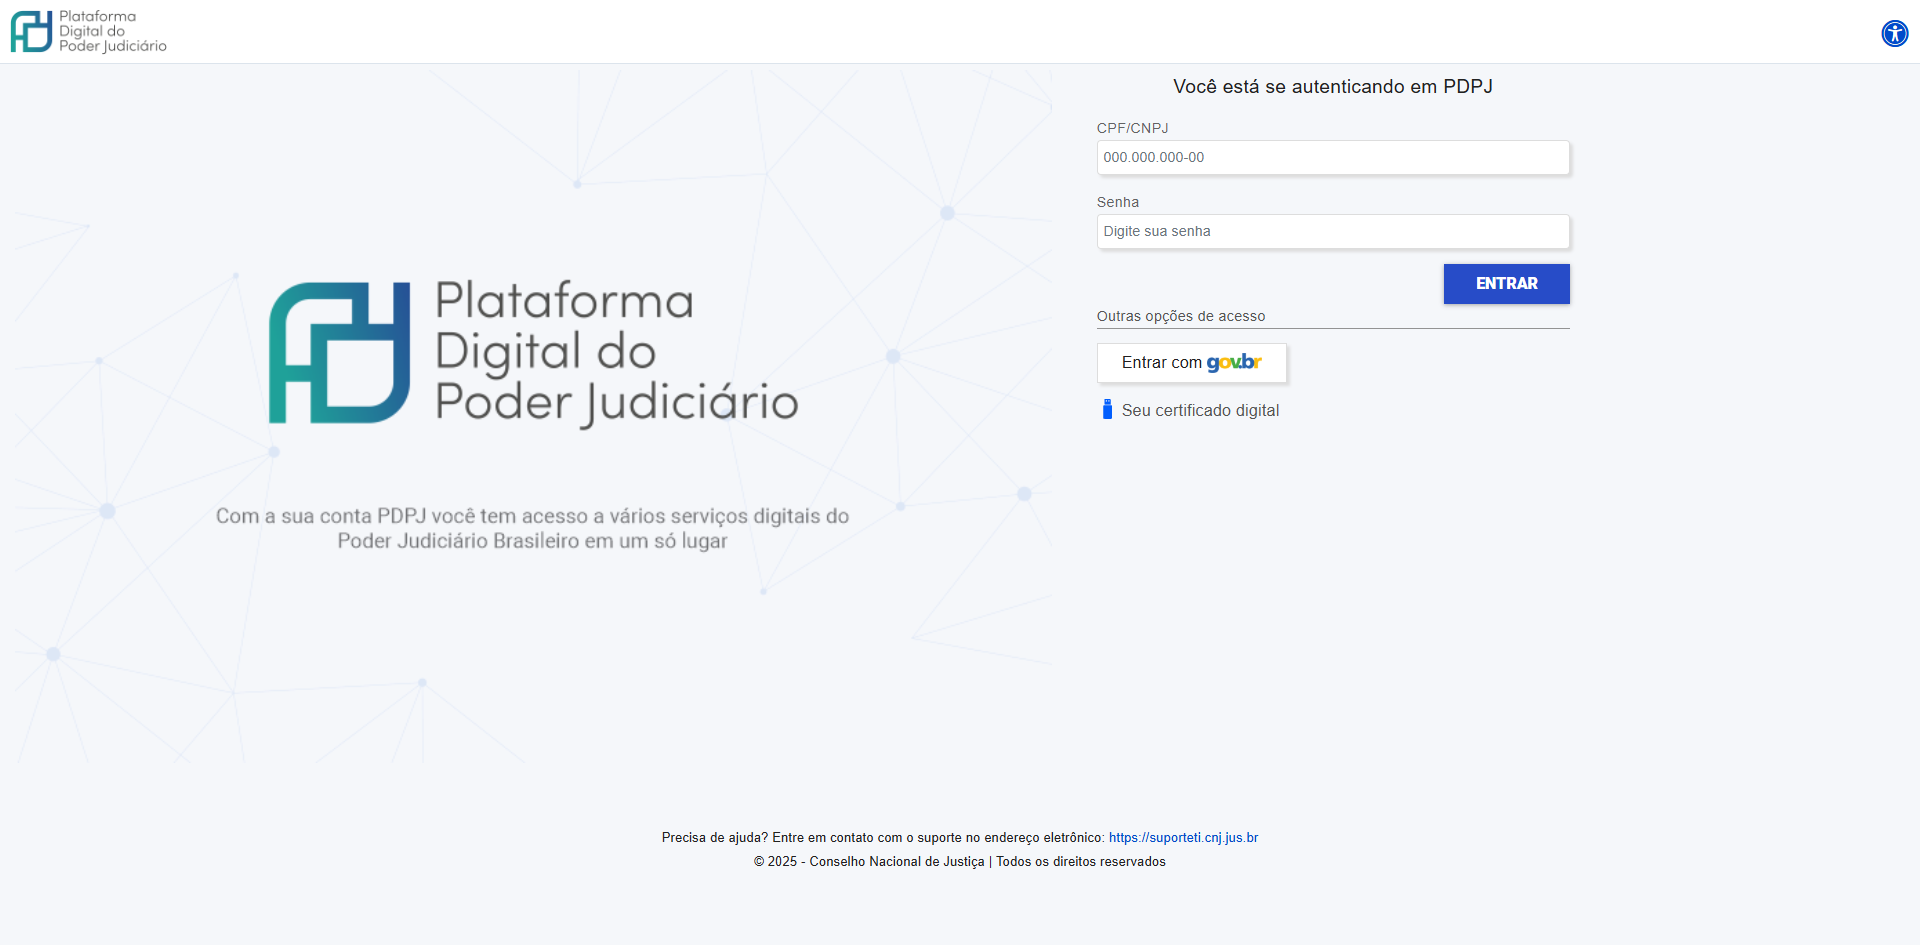 Plataforma
Digital do
Poder Judiciário
Você está se autenticando em PDPJ
CPF/CNPJ
000.000.000-00
Senha
Digite sua senha
ENTRAR
Outras opções de acesso
Entrar com gov.br
Seu certificado digital
Plataforma
Digital do
Poder Judiciário
Com a sua conta PDPJ você tem acesso a vários serviços digitais do
Poder Judiciário Brasileiro em um só lugar
Precisa de ajuda? Entre em contato com o suporte no endereço eletrônico: https://suporteti.cnj.jus.br
© 2025 - Conselho Nacional de Justiça | Todos os direitos reservados